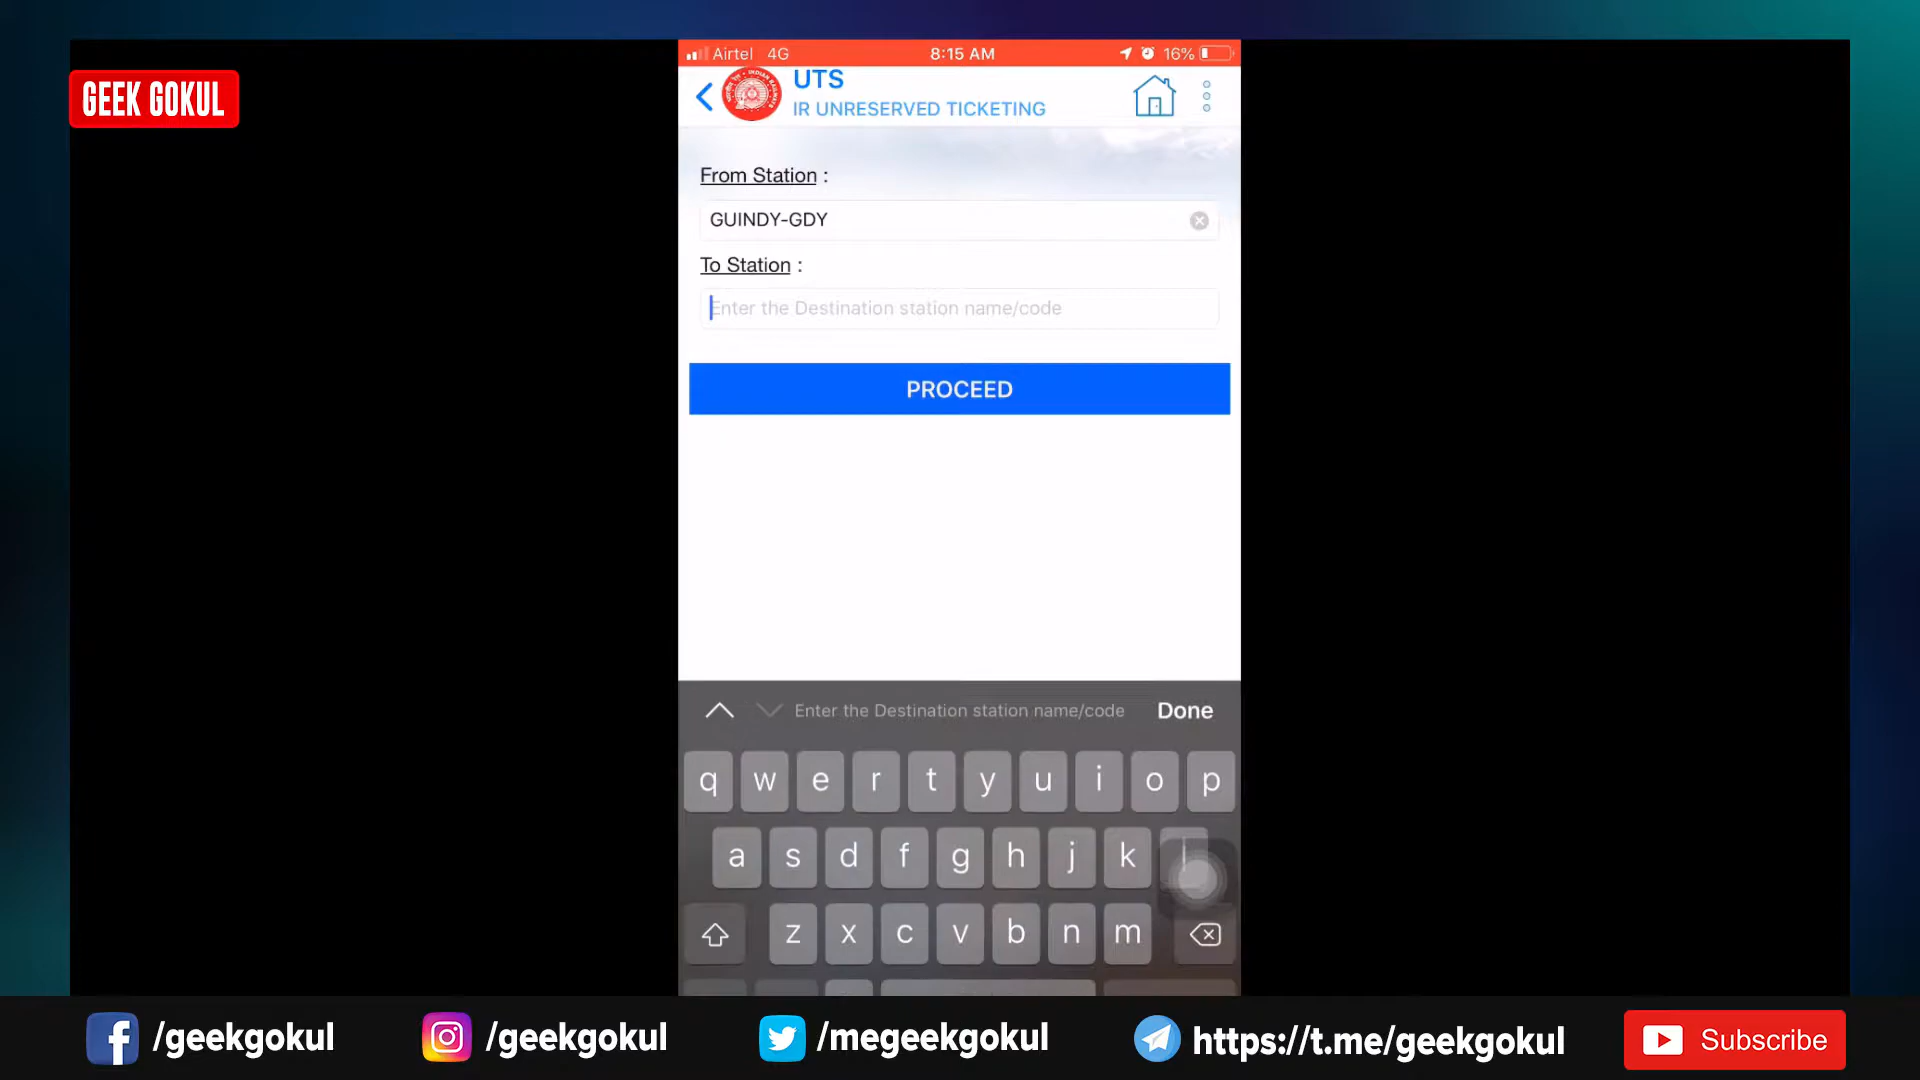 Airtel 4G 8:15 AM 16%
GEEK GOKUL
UTS
IR UNRESERVED TICKETING
From Station :
GUINDY-GDY
To Station :
Enter the Destination station name/code
PROCEED
Enter the Destination station name/code Done
q w e r t y u i o p
a s d f g h j k l
z x c v b n m
/geekgokul /geekgokul /megeekgokul https://t.me/geekgokul Subscribe